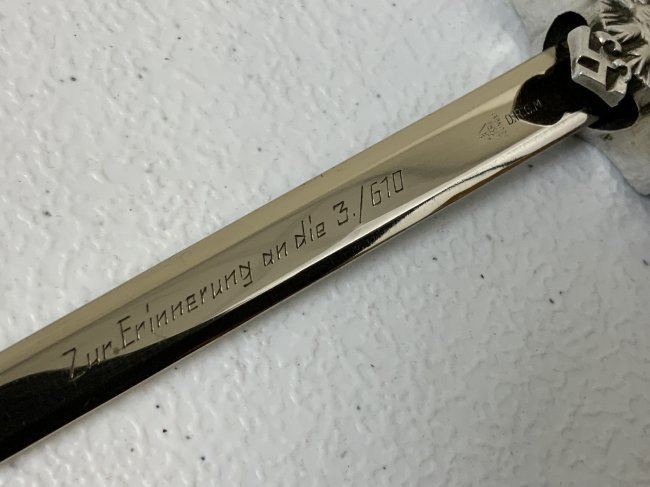 Zur Erinnerung an die 3./610
D.R.G.M